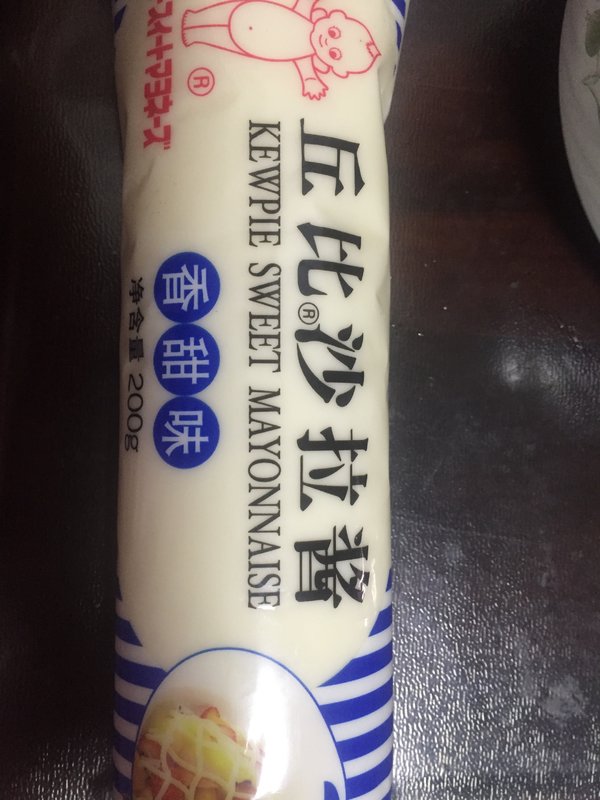 スイートマヨネーズ
®
丘比®沙拉酱
KEWPIE SWEET MAYONNAISE
香甜味
净含量 200g